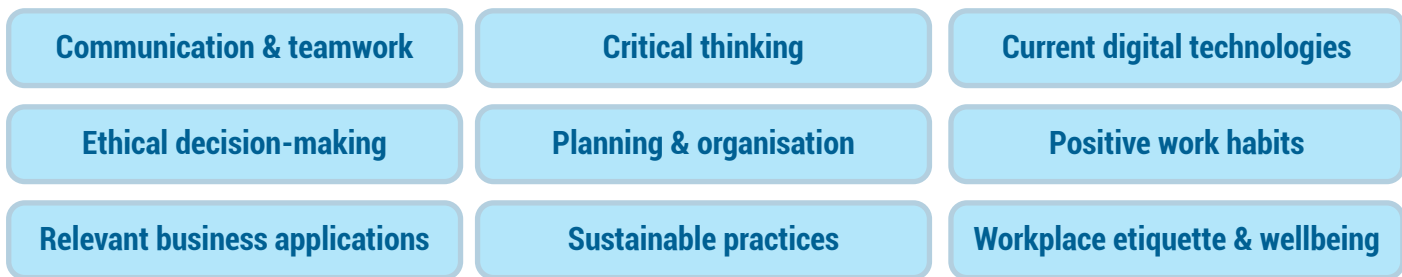 Communication & teamwork
Critical thinking
Current digital technologies
Ethical decision-making
Planning & organisation
Positive work habits
Relevant business applications
Sustainable practices
Workplace etiquette & wellbeing